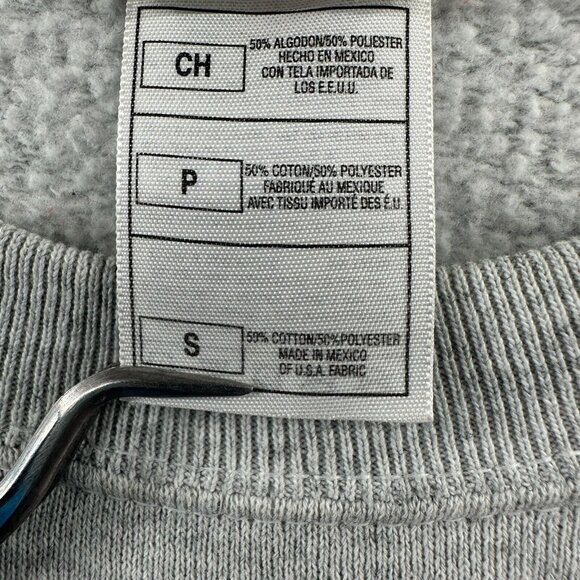 CH
50% ALGODON/50% POLIESTER
HECHO EN MEXICO
CON TELA IMPORTADA DE
LOS E.E.U.U.
P
50% COTON/50% POLYESTER
FABRIQUÉ AU MEXIQUE
AVEC TISSU IMPORTÉ DES É.U.
S
50% COTTON/50%POLYESTER
MADE IN MEXICO
OF U.S.A. FABRIC